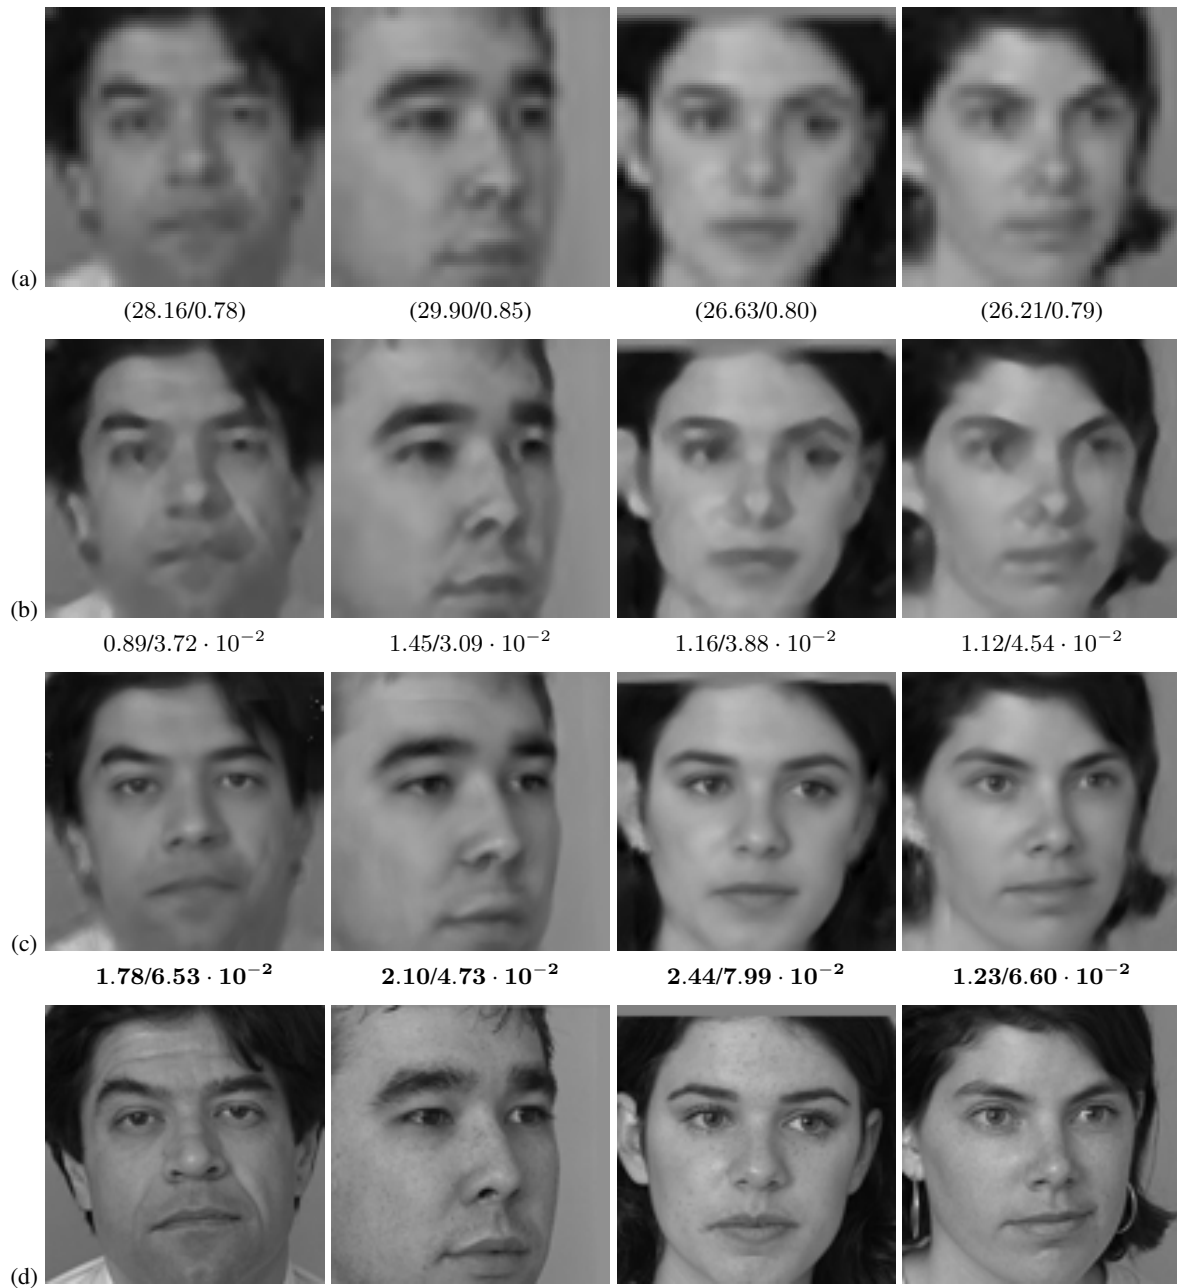 (a)
(28.16/0.78) (29.90/0.85) (26.63/0.80) (26.21/0.79)
(b)
0.89/3.72 · 10⁻² 1.45/3.09 · 10⁻² 1.16/3.88 · 10⁻² 1.12/4.54 · 10⁻²
(c)
1.78/6.53 · 10⁻² 2.10/4.73 · 10⁻² 2.44/7.99 · 10⁻² 1.23/6.60 · 10⁻²
(d)